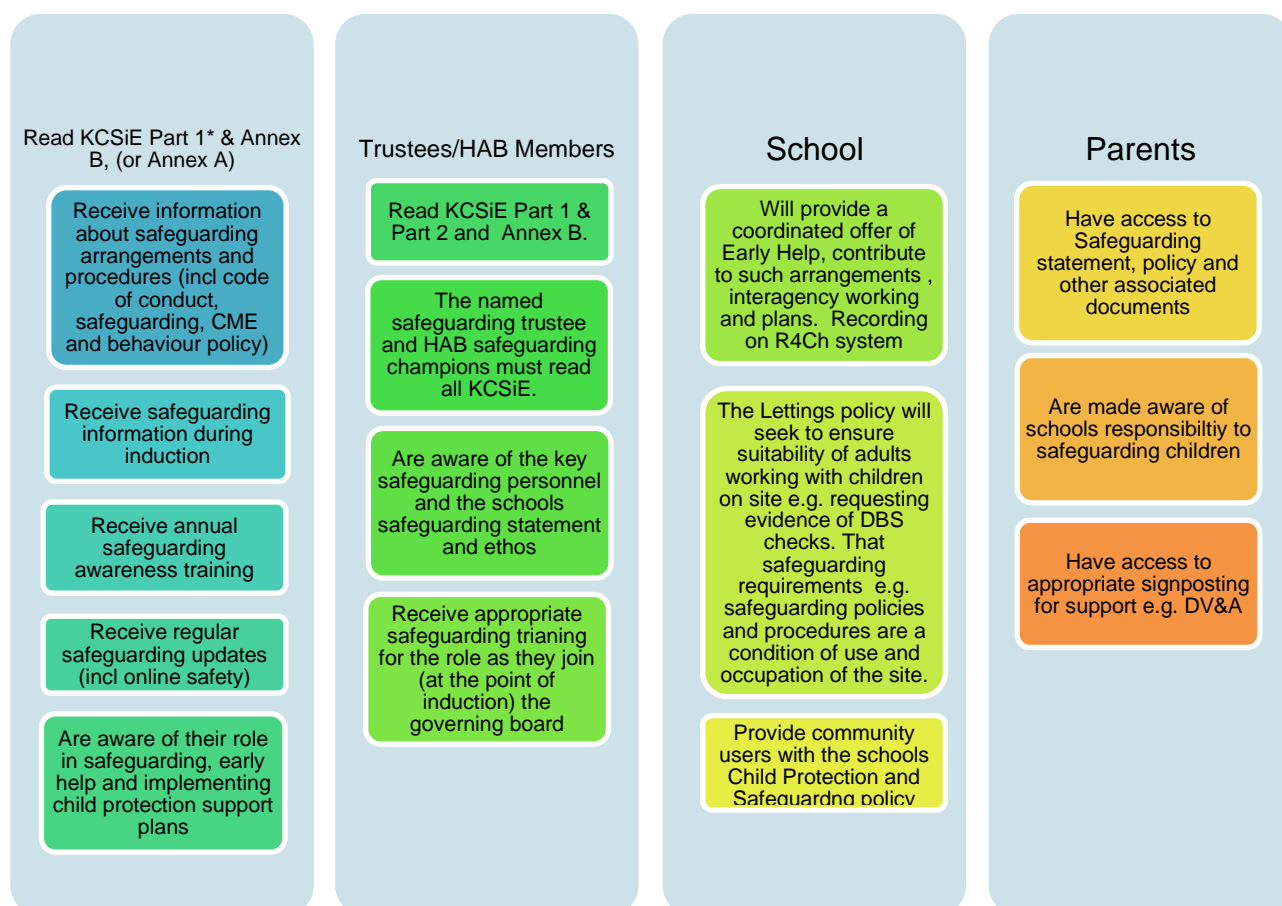 Read KCSiE Part 1* & Annex
B, (or Annex A)
Receive information
about safeguarding
arrangements and
procedures (incl code
of conduct,
safeguarding, CME
and behaviour policy)
Receive safeguarding
information during
induction
Receive annual
safeguarding
awareness training
Receive regular
safeguarding updates
(incl online safety)
Are aware of their role
in safeguarding, early
help and implementing
child protection support
plans
Trustees/HAB Members
Read KCSiE Part 1 &
Part 2 and Annex B.
The named
safeguarding trustee
and HAB safeguarding
champions must read
all KCSiE.
Are aware of the key
safeguarding personnel
and the schools
safeguarding statement
and ethos
Receive appropriate
safeguarding trianing
for the role as they join
(at the point of
induction) the
governing board
School
Will provide a
coordinated offer of
Early Help, contribute
to such arrangements ,
interagency working
and plans. Recording
on R4Ch system
The Lettings policy will
seek to ensure
suitability of adults
working with children
on site e.g. requesting
evidence of DBS
checks. That
safeguarding
requirements e.g.
safeguarding policies
and procedures are a
condition of use and
occupation of the site.
Provide community
users with the schools
Child Protection and
Safeguardng policy
Parents
Have access to
Safeguarding
statement, policy and
other associated
documents
Are made aware of
schools responsibiltiy to
safeguarding children
Have access to
appropriate signposting
for support e.g. DV&A